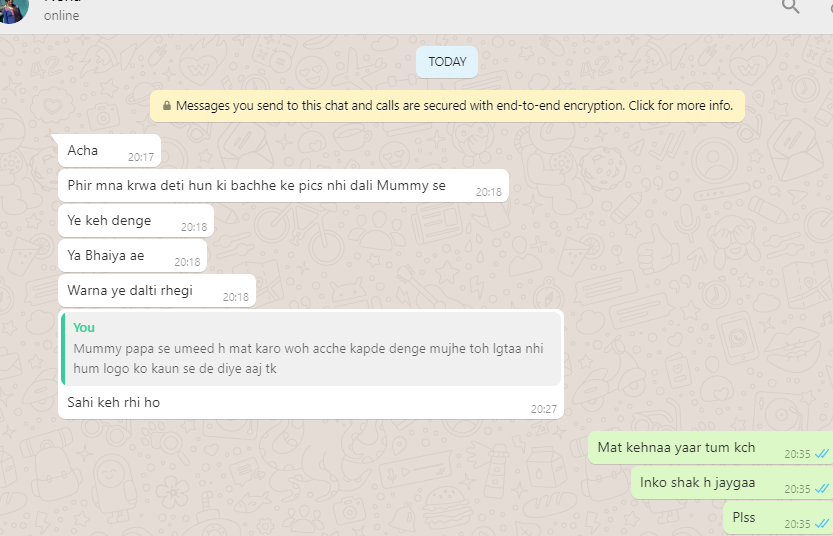 online
TODAY
Messages you send to this chat and calls are secured with end-to-end encryption. Click for more info.
Acha
20:17
Phir mna krwa deti hun ki bachhe ke pics nhi dali Mummy se
20:18
Ye keh denge
20:18
Ya Bhaiya ae
20:18
Warna ye dalti rhegi
20:18
You
Mummy papa se umeed h mat karo woh acche kapde denge mujhe toh lgtaa nhi
hum logo ko kaun se de diye aaj tk
Sahi keh rhi ho
20:27
Mat kehnaa yaar tum kch
20:35
Inko shak h jaygaa
20:35
Plss
20:35